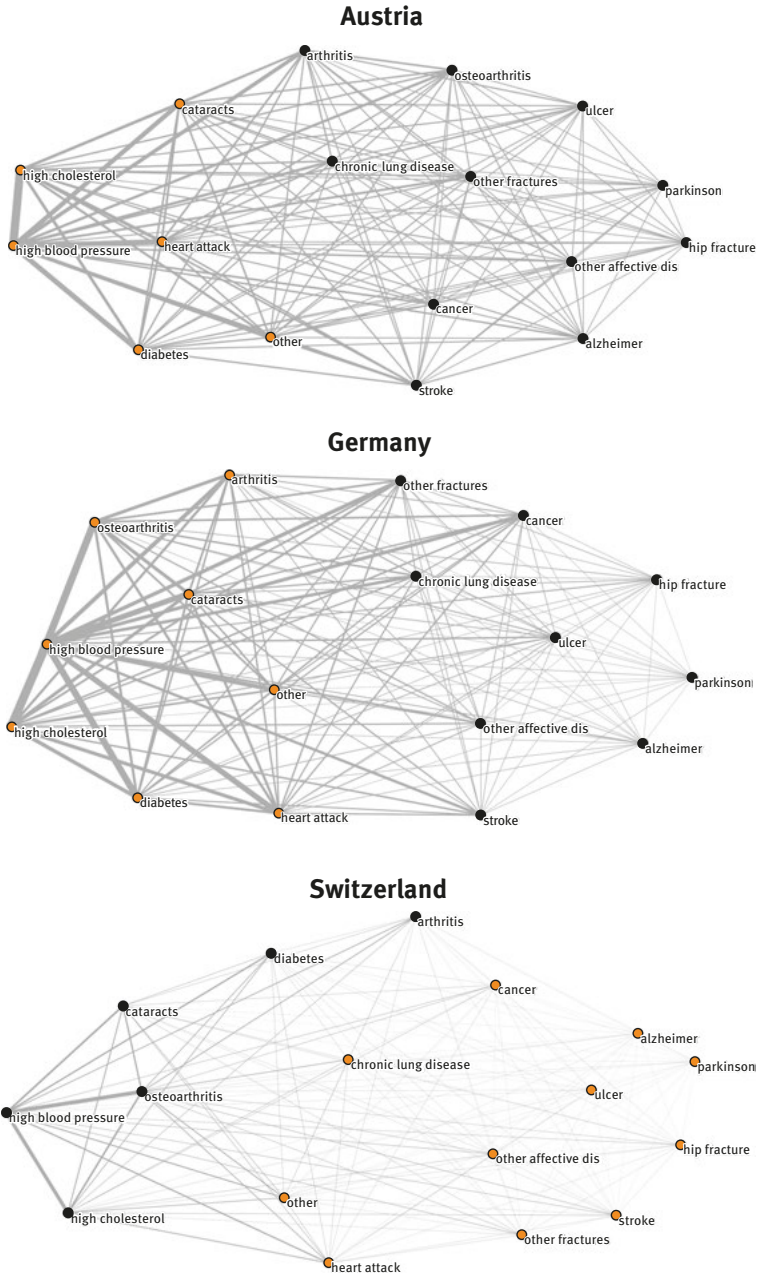 Austria
arthritis
osteoarthritis
cataracts
ulcer
chronic lung disease
high cholesterol
other fractures
parkinson
heart attack
high blood pressure
hip fracture
other affective dis
cancer
other
alzheimer
diabetes
stroke
Germany
arthritis
other fractures
cancer
osteoarthritis
chronic lung disease
hip fracture
cataracts
ulcer
high blood pressure
parkinson
other
other affective dis
high cholesterol
alzheimer
diabetes
heart attack
stroke
Switzerland
arthritis
diabetes
cancer
cataracts
alzheimer
chronic lung disease
parkinson
ulcer
osteoarthritis
high blood pressure
hip fracture
other affective dis
other
high cholesterol
stroke
other fractures
heart attack